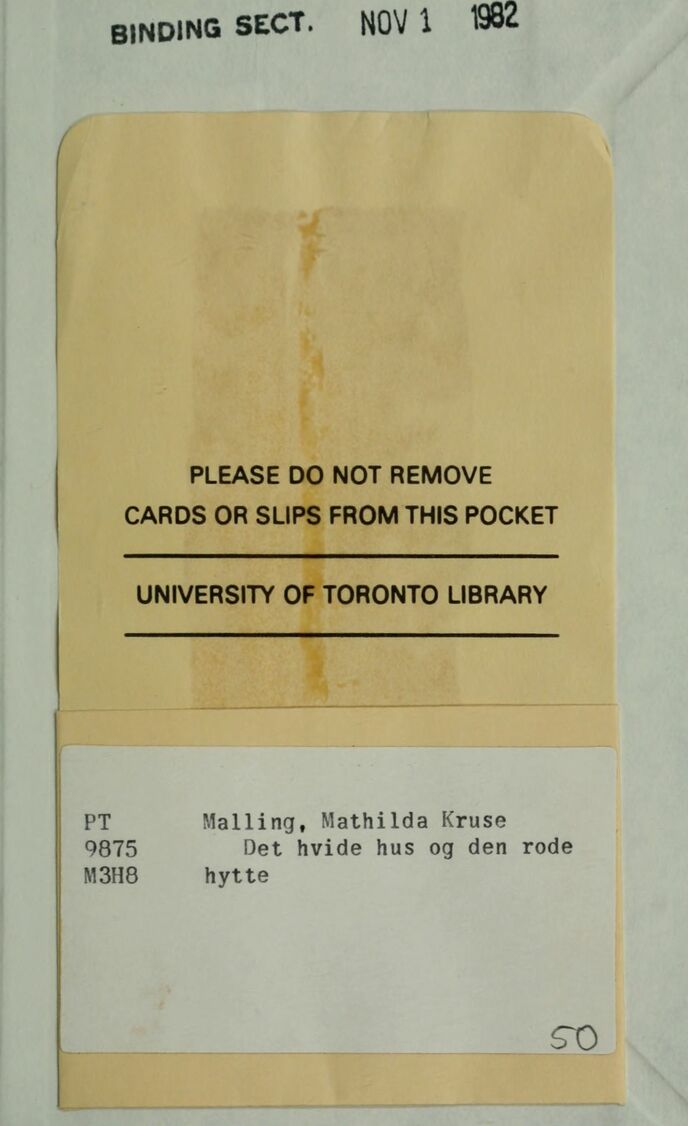 BINDING SECT. NOV 1 1982
PLEASE DO NOT REMOVE
CARDS OR SLIPS FROM THIS POCKET
UNIVERSITY OF TORONTO LIBRARY
PT Malling, Mathilda Kruse
9875 Det hvide hus og den rode
M3H8 hytte
50